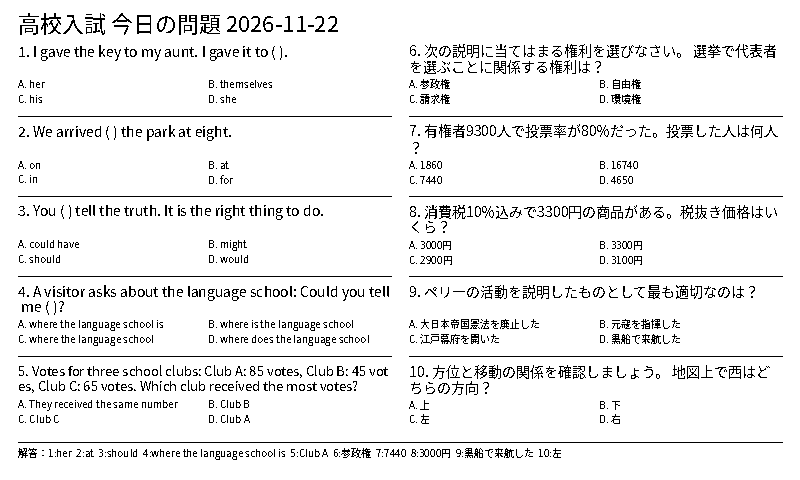 高校入試 今日の問題 2026-11-22
1. I gave the key to my aunt. I gave it to ( ).
A. her
B. themselves
C. his
D. she
2. We arrived ( ) the park at eight.
A. on
B. at
C. in
D. for
3. You ( ) tell the truth. It is the right thing to do.
A. could have
B. might
C. should
D. would
4. A visitor asks about the language school: Could you tell
me ( )?
A. where the language school is
B. where is the language school
C. where the language school
D. where does the language school
5. Votes for three school clubs: Club A: 85 votes, Club B: 45 vot
es, Club C: 65 votes. Which club received the most votes?
A. They received the same number
B. Club B
C. Club C
D. Club A
6. 次の説明に当てはまる権利を選びなさい。 選挙で代表者
を選ぶことに関係する権利は？
A. 参政権
B. 自由権
C. 請求権
D. 環境権
7. 有権者9300人で投票率が80%だった。投票した人は何人
？
A. 1860
B. 16740
C. 7440
D. 4650
8. 消費税10%込みで3300円の商品がある。税抜き価格はい
くら？
A. 3000円
B. 3300円
C. 2900円
D. 3100円
9. ペリーの活動を説明したものとして最も適切なのは？
A. 大日本帝国憲法を廃止した
B. 元寇を指揮した
C. 江戸幕府を開いた
D. 黒船で来航した
10. 方位と移動の関係を確認しましょう。 地図上で西はど
ちらの方向？
A. 上
B. 下
C. 左
D. 右
解答：1:her 2:at 3:should 4:where the language school is 5:Club A 6:参政権 7:7440 8:3000円 9:黒船で来航した 10:左